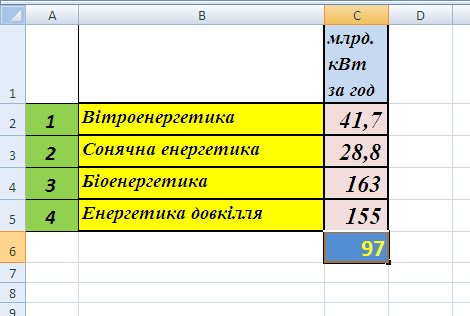 A B C D
1 млрд.
кВт
за год
2 1 Вітроенергетика 41,7
3 2 Сонячна енергетика 28,8
4 3 Біоенергетика 163
5 4 Енергетика довкілля 155
6 97
7
8
9